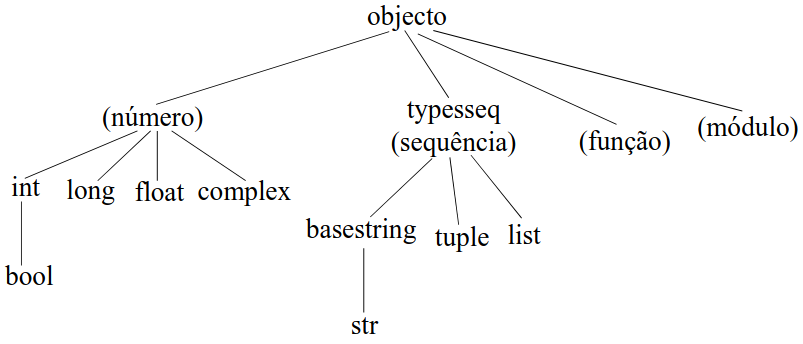 objecto
(número)
typesseq
(sequência)
(função)
(módulo)
int
long
float
complex
basestring
tuple
list
bool
str